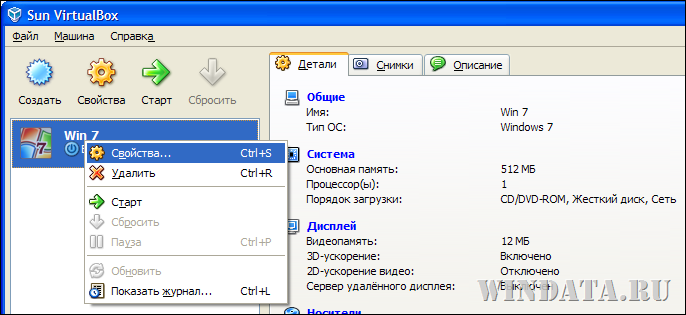 Sun VirtualBox
Файл Машина Справка
Создать Свойства Старт Сбросить
Win 7
Свойства... Ctrl+S
Удалить Ctrl+R
Старт
Сбросить
Пауза Ctrl+P
Обновить
Показать журнал... Ctrl+L
Детали Снимки Описание
Общие
Имя: Win 7
Тип ОС: Windows 7
Система
Основная память: 512 МБ
Процессор(ы): 1
Порядок загрузки: CD/DVD-ROM, Жесткий диск, Сеть
Дисплей
Видеопамять: 12 МБ
3D-ускорение: Включено
2D-ускорение видео: Отключено
Сервер удалённого дисплея: Выключен
Носители
WINDATA.RU